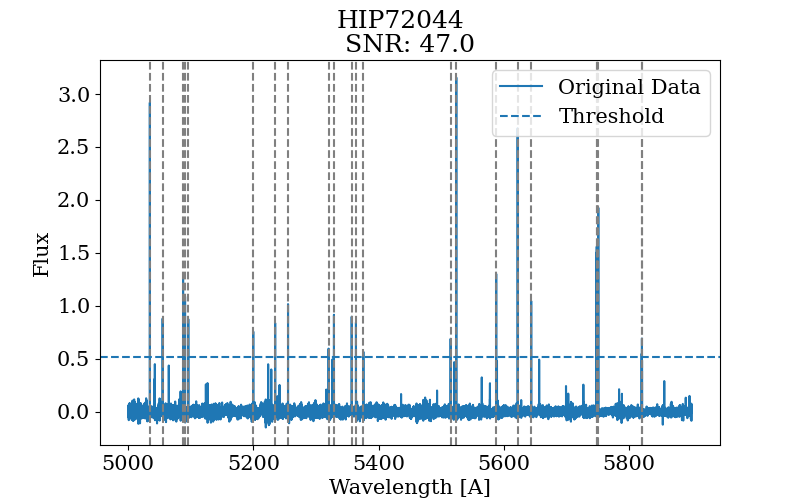 HIP72044
SNR: 47.0
Original Data
Threshold
3.0
2.5
2.0
1.5
1.0
0.5
0.0
Flux
5000 5200 5400 5600 5800
Wavelength [A]